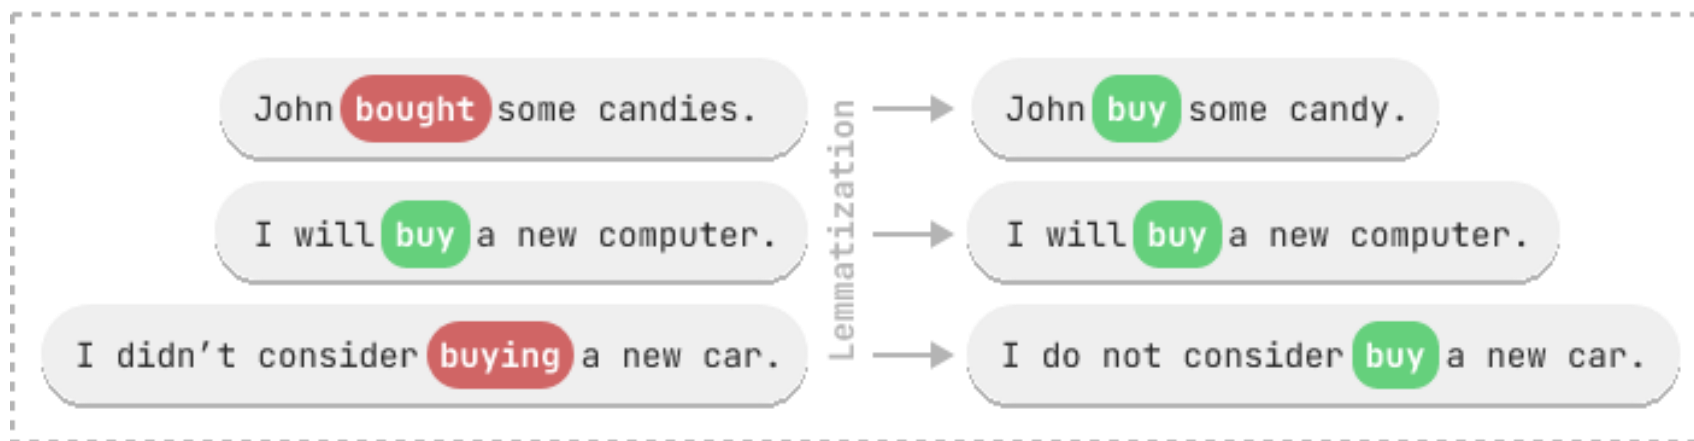 John bought some candies.
John buy some candy.
I will buy a new computer.
I will buy a new computer.
I didn’t consider buying a new car.
I do not consider buy a new car.
Lemmatization